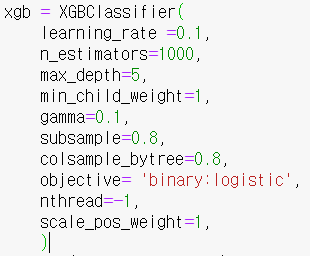 xgb = XGBClassifier(
    learning_rate =0.1,
    n_estimators=1000,
    max_depth=5,
    min_child_weight=1,
    gamma=0.1,
    subsample=0.8,
    colsample_bytree=0.8,
    objective= 'binary:logistic',
    nthread=-1,
    scale_pos_weight=1,
    )